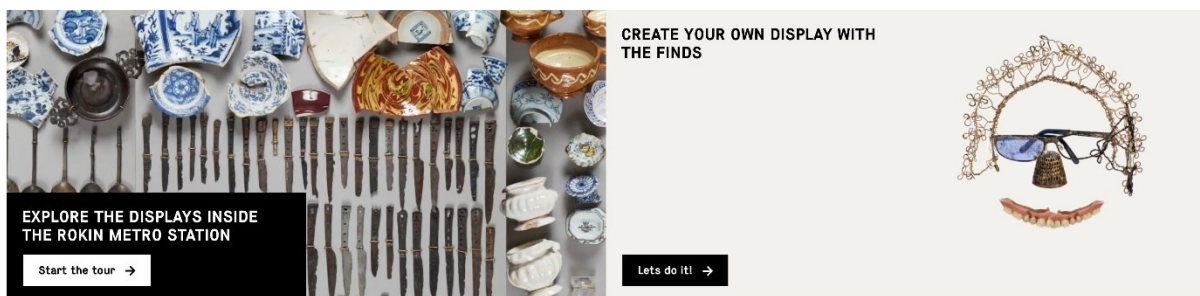 EXPLORE THE DISPLAYS INSIDE
THE ROKIN METRO STATION
Start the tour →
CREATE YOUR OWN DISPLAY WITH
THE FINDS
Lets do it! →